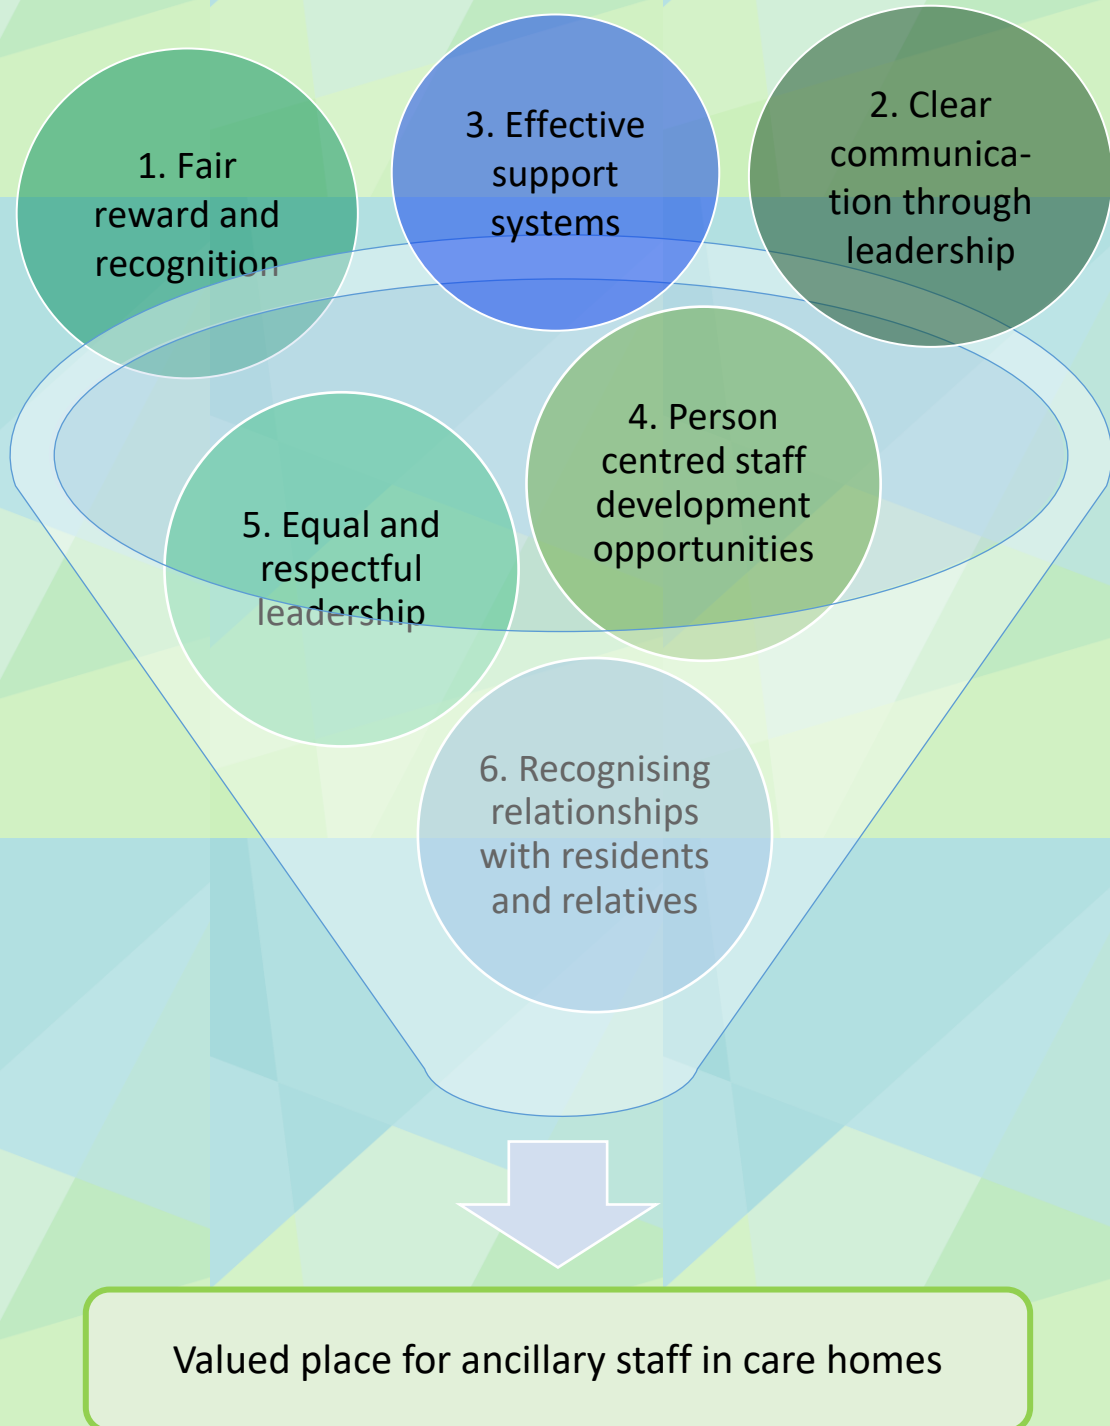 1. Fair
reward and
recognition
3. Effective
support
systems
2. Clear
communica-
tion through
leadership
4. Person
centred staff
development
opportunities
5. Equal and
respectful
leadership
6. Recognising
relationships
with residents
and relatives
Valued place for ancillary staff in care homes